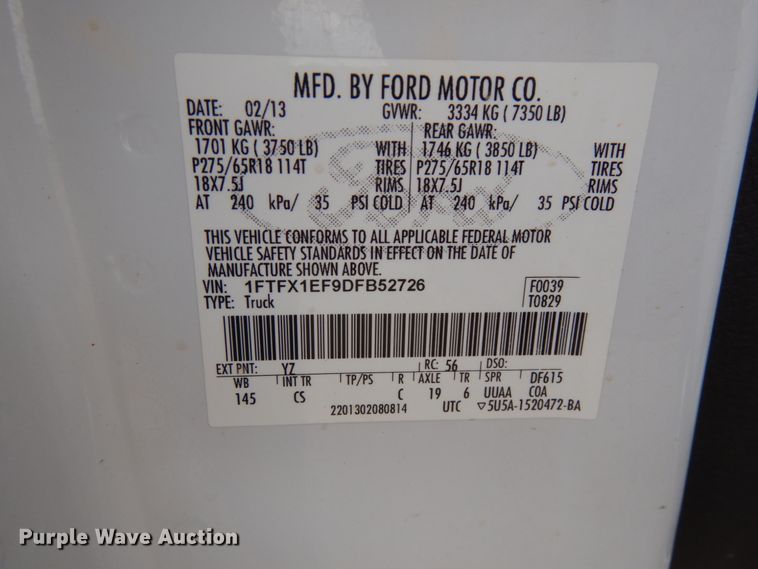 MFD. BY FORD MOTOR CO.
DATE: 02/13 GVWR: 3334 KG ( 7350 LB)
FRONT GAWR: REAR GAWR:
1701 KG ( 3750 LB) WITH 1746 KG ( 3850 LB) WITH
P275/65R18 114T TIRES P275/65R18 114T TIRES
18X7.5J RIMS 18X7.5J RIMS
AT 240 kPa/ 35 PSI COLD AT 240 kPa/ 35 PSI COLD
THIS VEHICLE CONFORMS TO ALL APPLICABLE FEDERAL MOTOR
VEHICLE SAFETY STANDARDS IN EFFECT ON THE DATE OF
MANUFACTURE SHOWN ABOVE.
VIN: 1FTFX1EF9DFB52726 F0039
TYPE: Truck T0829
EXT PNT: YZ RC: 56 DSO:
WB INT TR TP/PS R AXLE TR SPR DF615
145 CS C 19 6 UUAA COA
2201302080814 UTC ▽5U5A-1520472-BA
Purple Wave Auction